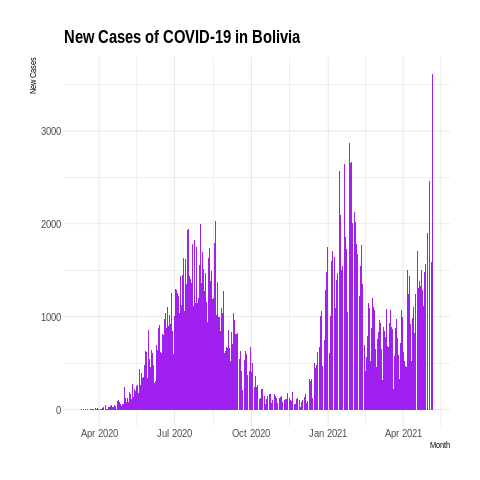 New Cases of COVID-19 in Bolivia
New Cases
3000
2000
1000
0
Apr 2020 Jul 2020 Oct 2020 Jan 2021 Apr 2021
Month